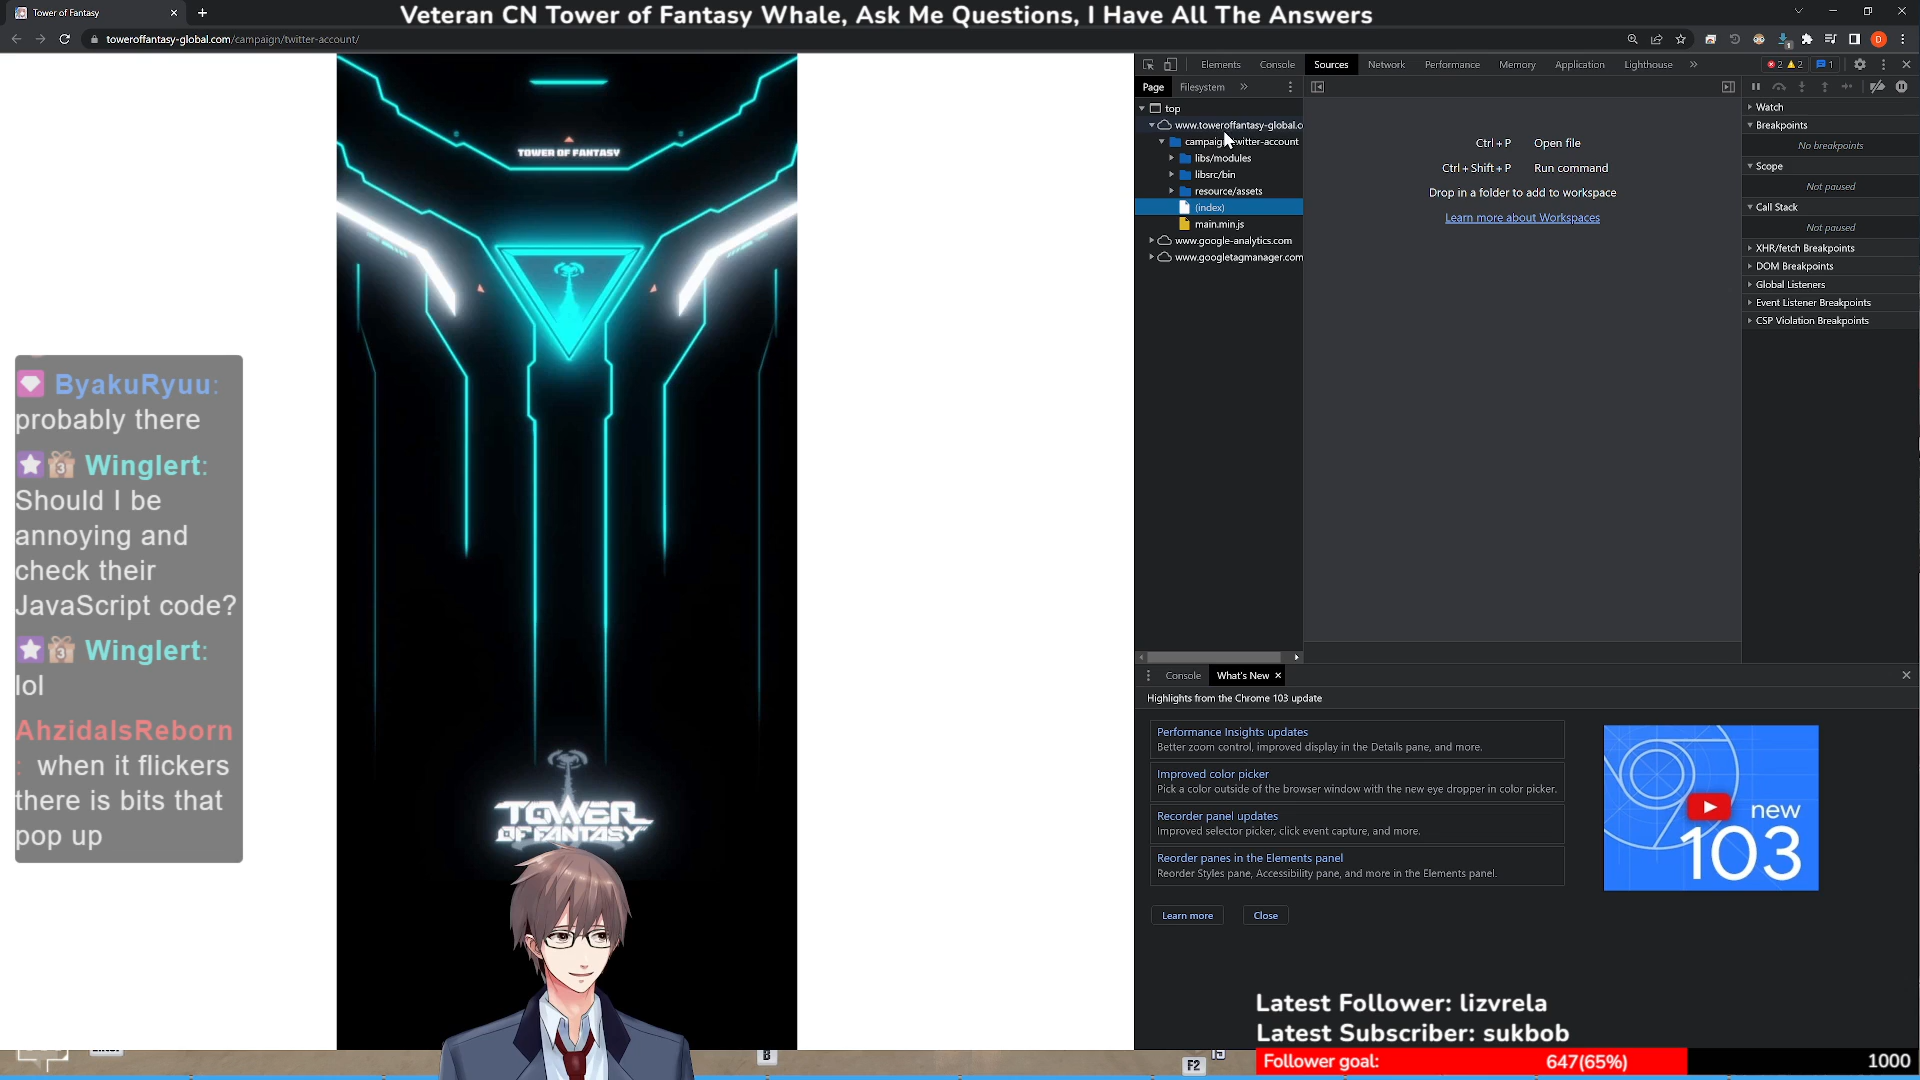 Tower of Fantasy
Veteran CN Tower of Fantasy Whale, Ask Me Questions, I Have All The Answers
toweroffantasy-global.com/campaign/twitter-account/
TOWER OF FANTASY
TOWER
OF FANTASY
ByakuRyuu:
probably there
3 Winglert:
Should I be
annoying and
check their
JavaScript code?
3 Winglert:
lol
AhzidalsReborn
: when it flickers
there is bits that
pop up
Elements Console Sources Network Performance Memory Application Lighthouse 2 2 1
Page Filesystem
top
www.toweroffantasy-global.c
campaign/twitter-account
libs/modules
libsrc/bin
resource/assets
(index)
main.min.js
www.google-analytics.com
www.googletagmanager.com
Ctrl + P Open file
Ctrl + Shift + P Run command
Drop in a folder to add to workspace
Learn more about Workspaces
Watch
Breakpoints
No breakpoints
Scope
Not paused
Call Stack
Not paused
XHR/fetch Breakpoints
DOM Breakpoints
Global Listeners
Event Listener Breakpoints
CSP Violation Breakpoints
Console What's New
Highlights from the Chrome 103 update
Performance Insights updates
Better zoom control, improved display in the Details pane, and more.
Improved color picker
Pick a color outside of the browser window with the new eye dropper in color picker.
Recorder panel updates
Improved selector picker, click event capture, and more.
Reorder panes in the Elements panel
Reorder Styles pane, Accessibility pane, and more in the Elements panel.
new
103
Learn more Close
Latest Follower: lizvrela
Latest Subscriber: sukbob
Follower goal: 647(65%) 1000
B
F2